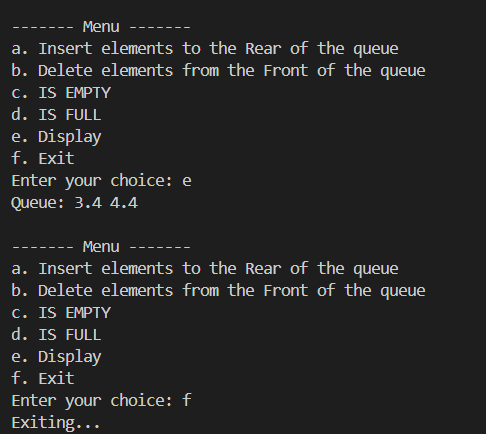 ------- Menu -------
a. Insert elements to the Rear of the queue
b. Delete elements from the Front of the queue
c. IS EMPTY
d. IS FULL
e. Display
f. Exit
Enter your choice: e
Queue: 3.4 4.4
------- Menu -------
a. Insert elements to the Rear of the queue
b. Delete elements from the Front of the queue
c. IS EMPTY
d. IS FULL
e. Display
f. Exit
Enter your choice: f
Exiting...